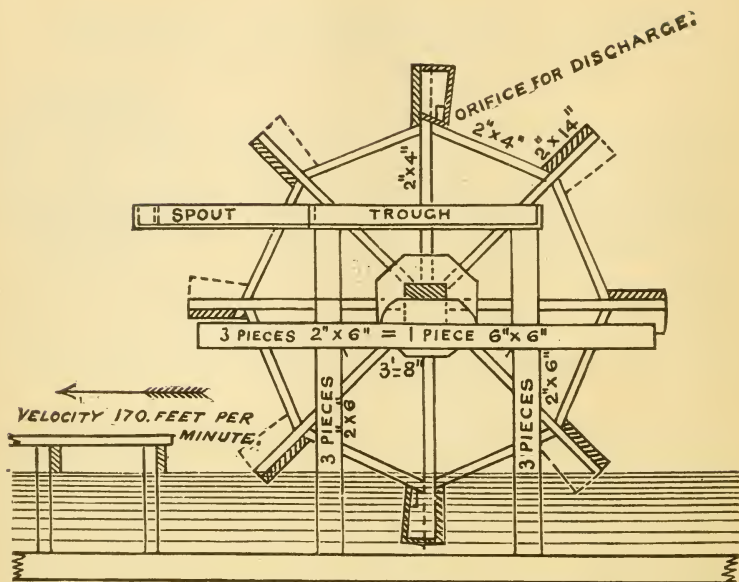 ORIFICE FOR DISCHARGE.
2"x4"
2"x14"
2"x4"
SPOUT
TROUGH
3 PIECES 2"x6" = 1 PIECE 6"x6"
3'-8"
VELOCITY 170. FEET PER
MINUTE.
3 PIECES
2"x6"
3 PIECES
2"x6"